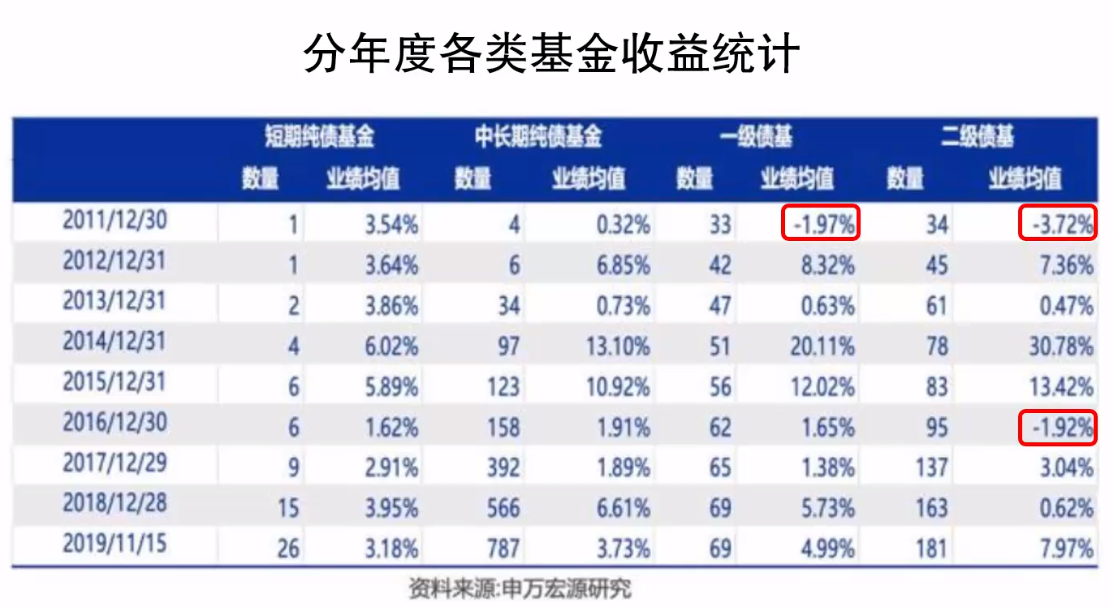 分年度各类基金收益统计
短期纯债基金 中长期纯债基金 一级债基 二级债基
数量 业绩均值 数量 业绩均值 数量 业绩均值 数量 业绩均值
2011/12/30 1 3.54% 4 0.32% 33 -1.97% 34 -3.72%
2012/12/31 1 3.64% 6 6.85% 42 8.32% 45 7.36%
2013/12/31 2 3.86% 34 0.73% 47 0.63% 61 0.47%
2014/12/31 4 6.02% 97 13.10% 51 20.11% 78 30.78%
2015/12/31 6 5.89% 123 10.92% 56 12.02% 83 13.42%
2016/12/30 6 1.62% 158 1.91% 62 1.65% 95 -1.92%
2017/12/29 9 2.91% 392 1.89% 65 1.38% 137 3.04%
2018/12/28 15 3.95% 566 6.61% 69 5.73% 163 0.62%
2019/11/15 26 3.18% 787 3.73% 69 4.99% 181 7.97%
资料来源:申万宏源研究